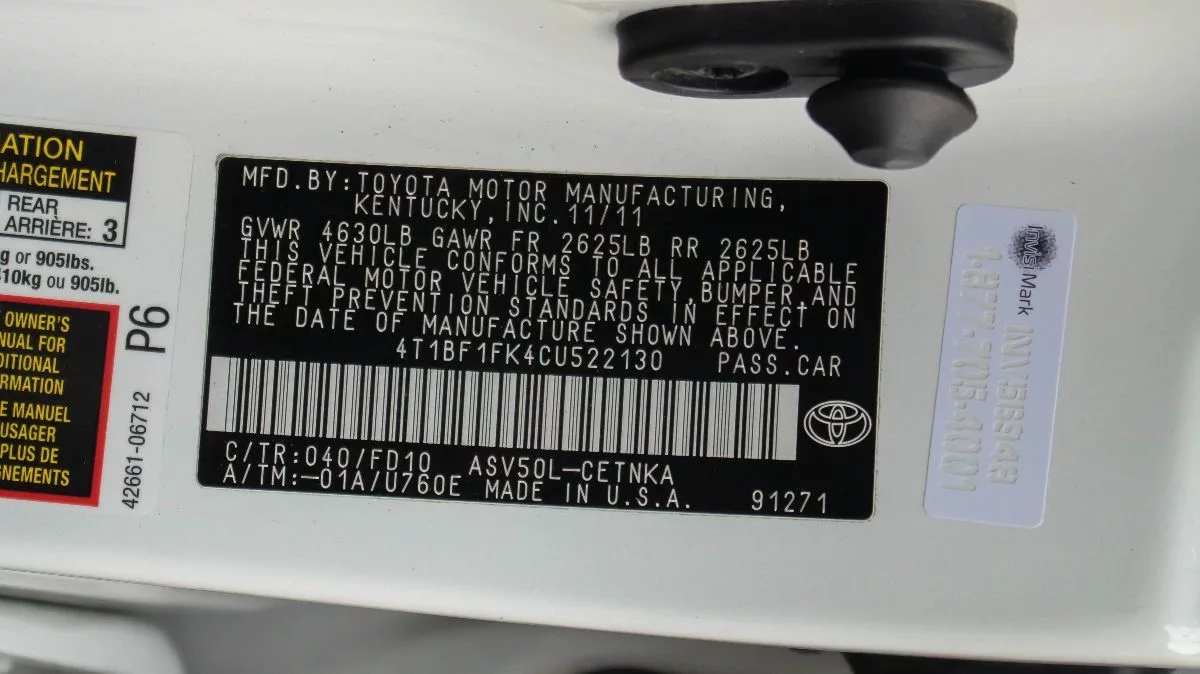 ATION
HARGEMENT
REAR
ARRIÈRE: 3
g or 905lbs.
10kg ou 905lb.
OWNER'S
NUAL FOR
DITIONAL
RMATION
E MANUEL
USAGER
PLUS DE
GNEMENTS
42661-06712 P6
MFD.BY:TOYOTA MOTOR MANUFACTURING,
KENTUCKY,INC.11/11
GVWR 4630LB GAWR FR 2625LB RR 2625LB
THIS VEHICLE CONFORMS TO ALL APPLICABLE
FEDERAL MOTOR VEHICLE SAFETY,BUMPER,AND
THEFT PREVENTION STANDARDS IN EFFECT ON
THE DATE OF MANUFACTURE SHOWN ABOVE.
4T1BF1FK4CU522130 PASS.CAR
C/TR:040/FD10 ASV50L-CETNKA
A/TM:-01A/U760E MADE IN U.S.A. 91271
InVisiMark
1-877-705-4001